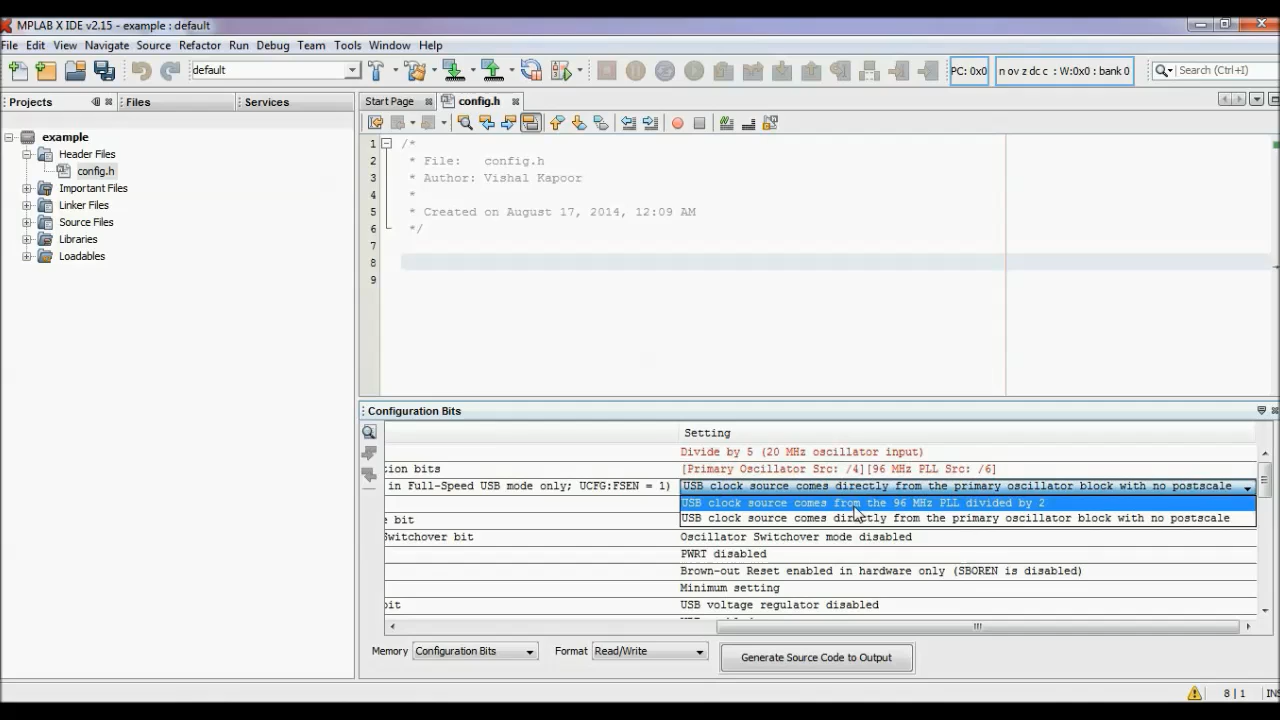 MPLAB X IDE v2.15 - example : default
File Edit View Navigate Source Refactor Run Debug Team Tools Window Help
default
PC: 0x0
n ov z dc c : W:0x0 : bank 0
Search (Ctrl+I)
Projects
Files
Services
Start Page
config.h
example
Header Files
config.h
Important Files
Linker Files
Source Files
Libraries
Loadables
1 /*
2 * File: config.h
3 * Author: Vishal Kapoor
4 *
5 * Created on August 17, 2014, 12:09 AM
6 */
7
8
9
Configuration Bits
Setting
Divide by 5 (20 MHz oscillator input)
ion bits [Primary Oscillator Src: /4][96 MHz PLL Src: /6]
in Full-Speed USB mode only; UCFG:FSEN = 1) USB clock source comes directly from the primary oscillator block with no postscale
USB clock source comes from the 96 MHz PLL divided by 2
e bit USB clock source comes directly from the primary oscillator block with no postscale
Switchover bit Oscillator Switchover mode disabled
PWRT disabled
Brown-out Reset enabled in hardware only (SBOREN is disabled)
Minimum setting
bit USB voltage regulator disabled
Memory Configuration Bits Format Read/Write Generate Source Code to Output
8 | 1 INS